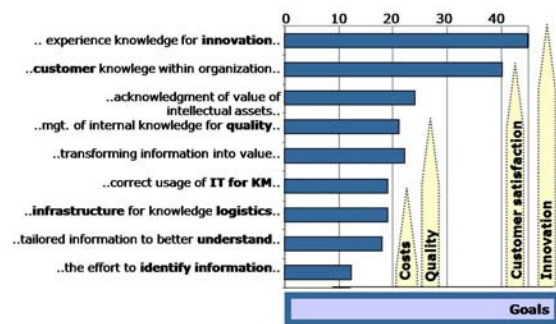 0 10 20 30 40
.. experience knowledge for innovation..
..customer knowlege within organization..
..acknowledgment of value of
intellectual assets..
..mgt. of internal knowledge for quality..
..transforming information into value..
..correct usage of IT for KM..
..infrastructure for knowledge logistics..
..tailored information to better understand..
..the effort to identify information..
Costs
Quality
Customer satisfaction
Innovation
Goals